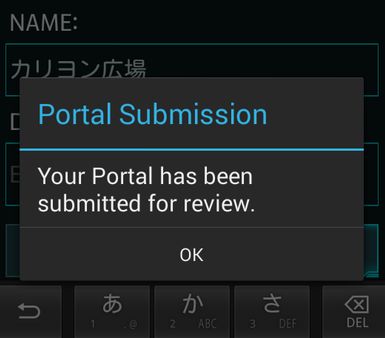 NAME:
カリヨン広場
Portal Submission
D
Your Portal has been
E
submitted for review.
OK
あ
か
さ
1 .@
2 ABC
3 DEF
DEL